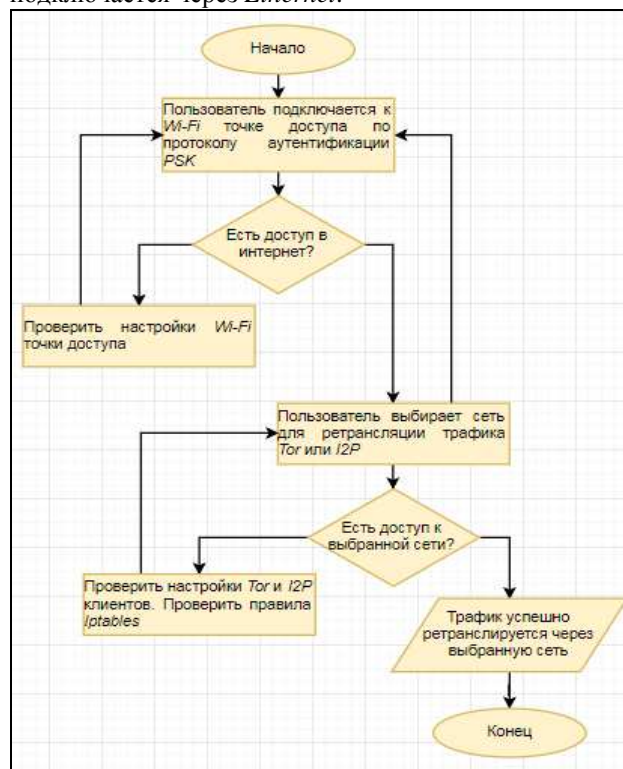 подключается через Ethernet.
Начало
Пользователь подключается к
Wi-Fi точке доступа по
протоколу аутентификации
PSK
Есть доступ в
интернет?
Проверить настройки Wi-Fi
точки доступа
Пользователь выбирает сеть
для ретрансляции трафика
Tor или I2P
Есть доступ к
выбранной сети?
Проверить настройки Tor и I2P
клиентов. Проверить правила
Iptables
Трафик успешно
ретранслируется через
выбранную сеть
Конец